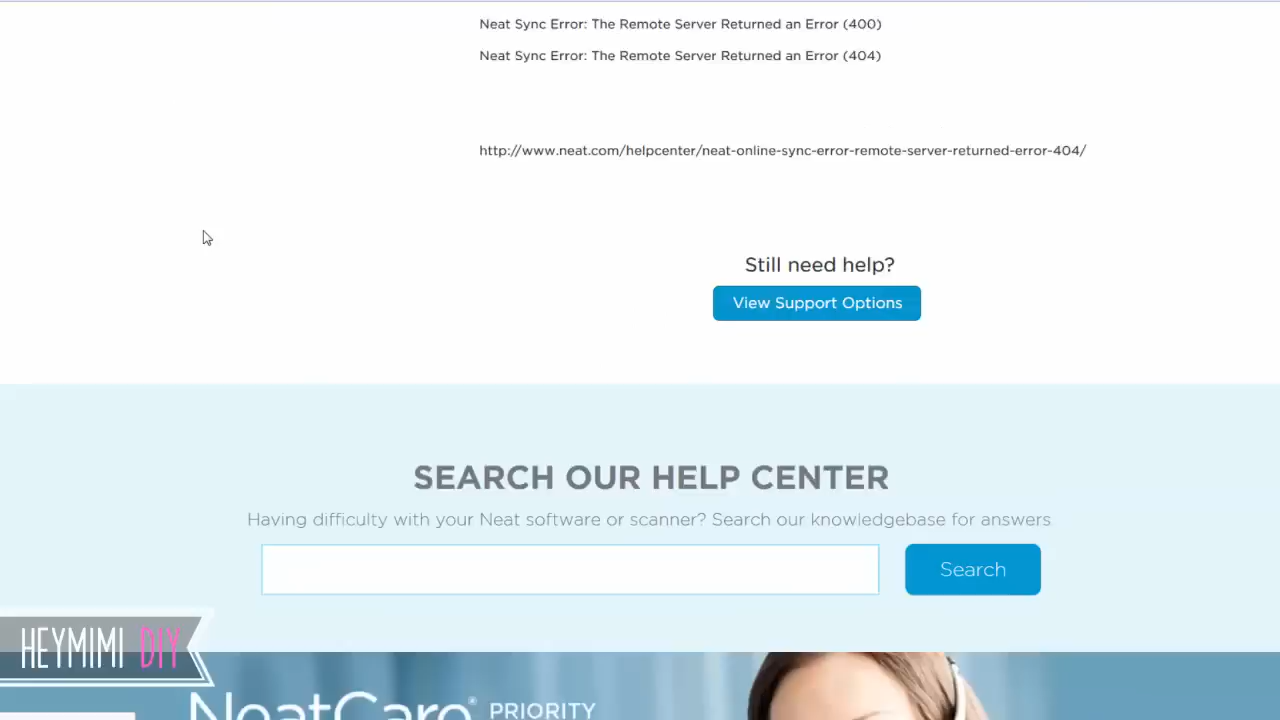 Neat Sync Error: The Remote Server Returned an Error (400)
Neat Sync Error: The Remote Server Returned an Error (404)
http://www.neat.com/helpcenter/neat-online-sync-error-remote-server-returned-error-404/
Still need help?
View Support Options
SEARCH OUR HELP CENTER
Having difficulty with your Neat software or scanner? Search our knowledgebase for answers
Search
HEYMIMI DIY
NeatCare® PRIORITY